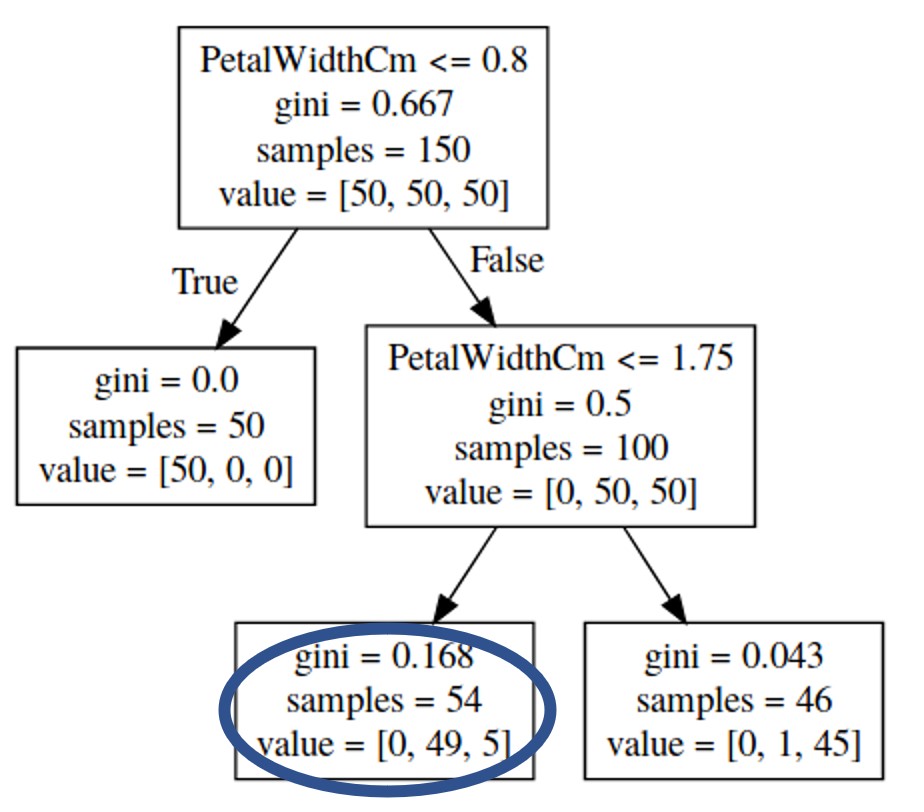 PetalWidthCm <= 0.8
gini = 0.667
samples = 150
value = [50, 50, 50]
True
False
gini = 0.0
samples = 50
value = [50, 0, 0]
PetalWidthCm <= 1.75
gini = 0.5
samples = 100
value = [0, 50, 50]
gini = 0.168
samples = 54
value = [0, 49, 5]
gini = 0.043
samples = 46
value = [0, 1, 45]